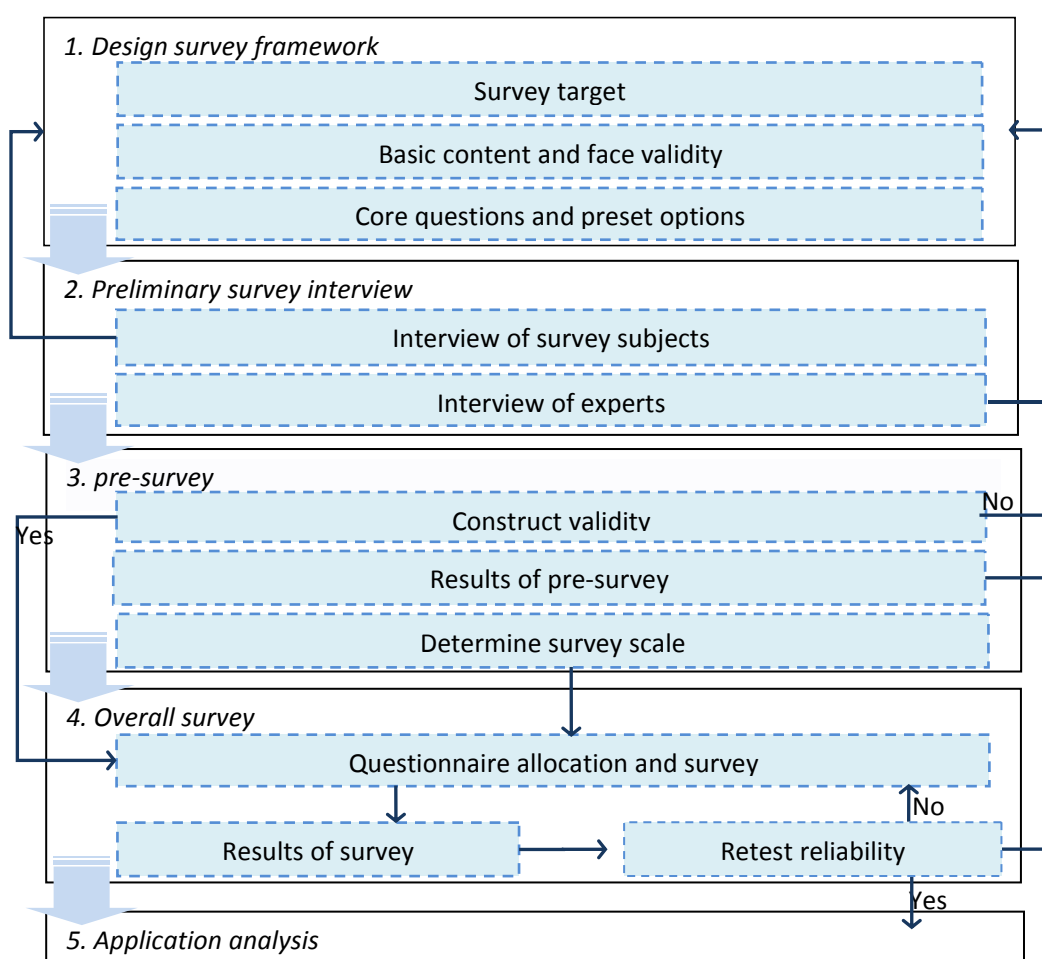 1. Design survey framework
Survey target
Basic content and face validity
Core questions and preset options
2. Preliminary survey interview
Interview of survey subjects
Interview of experts
3. pre-survey
No
Construct validity
Yes
Results of pre-survey
Determine survey scale
4. Overall survey
Questionnaire allocation and survey
No
Results of survey
Retest reliability
Yes
5. Application analysis